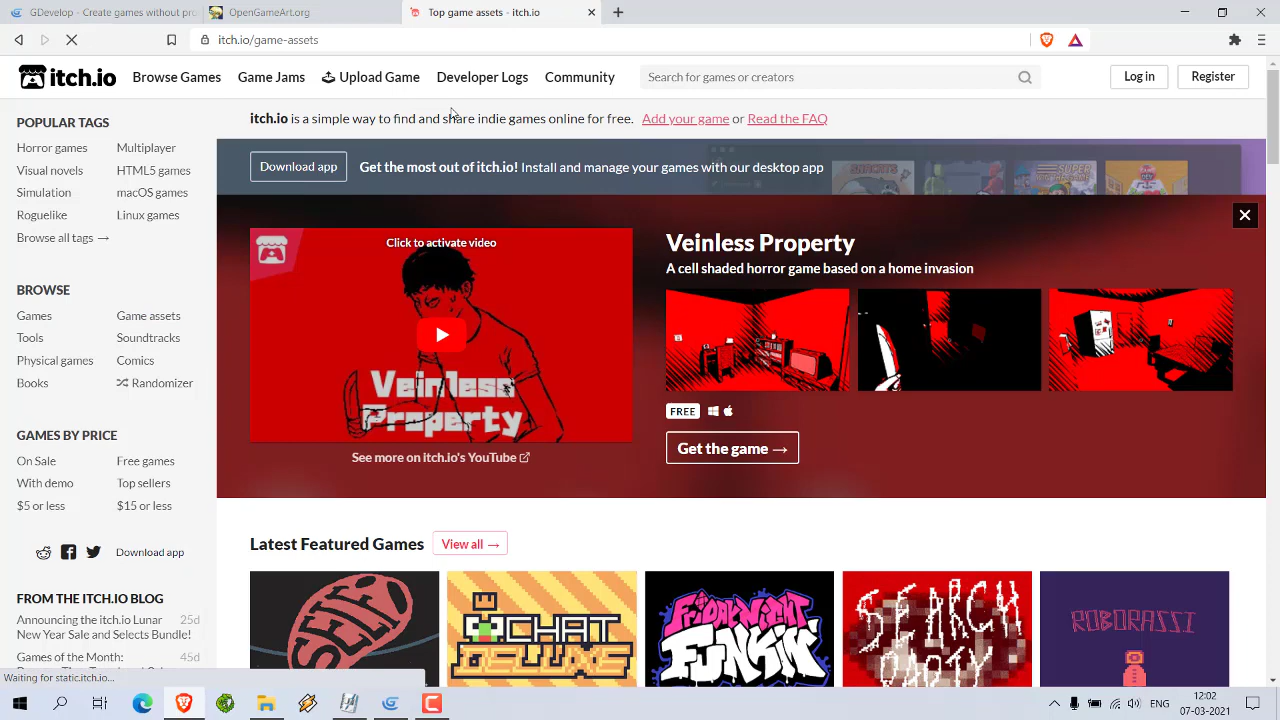 GDevelop - Create games without pr
OpenGameArt.org
Top games - itch.io
itch.io/game-assets
itch.io
Browse Games
Game Jams
Upload Game
Developer Logs
Community
Search for games or creators
Log in
Register
POPULAR TAGS
Horror games
Multiplayer
Visual novels
HTML5 games
Simulation
macOS games
Roguelike
Linux games
Browse all tags →
BROWSE
Games
Game assets
Tools
Soundtracks
Physical games
Comics
Books
Randomizer
GAMES BY PRICE
On Sale
Free games
With demo
Top sellers
$5 or less
$15 or less
Download app
FROM THE ITCH.IO BLOG
Announcing the itch.io Lunar New Year Sale and Selects Bundle!
25d
Games of the Month:
45d
itch.io is a simple way to find and share indie games online for free. Add your game or Read the FAQ
Download app
Get the most out of itch.io! Install and manage your games with our desktop app
Click to activate video
Veinless
Property
See more on itch.io's YouTube
Veinless Property
A cell shaded horror game based on a home invasion
FREE
Get the game →
Latest Featured Games
View all →
CHAT
DELUXE
FRIDAY NIGHT
FUNKIN'
SEARCH
PARTY
ROBORASSI
Waiting for static.itch.io...
ENG
12:02
07-03-2021